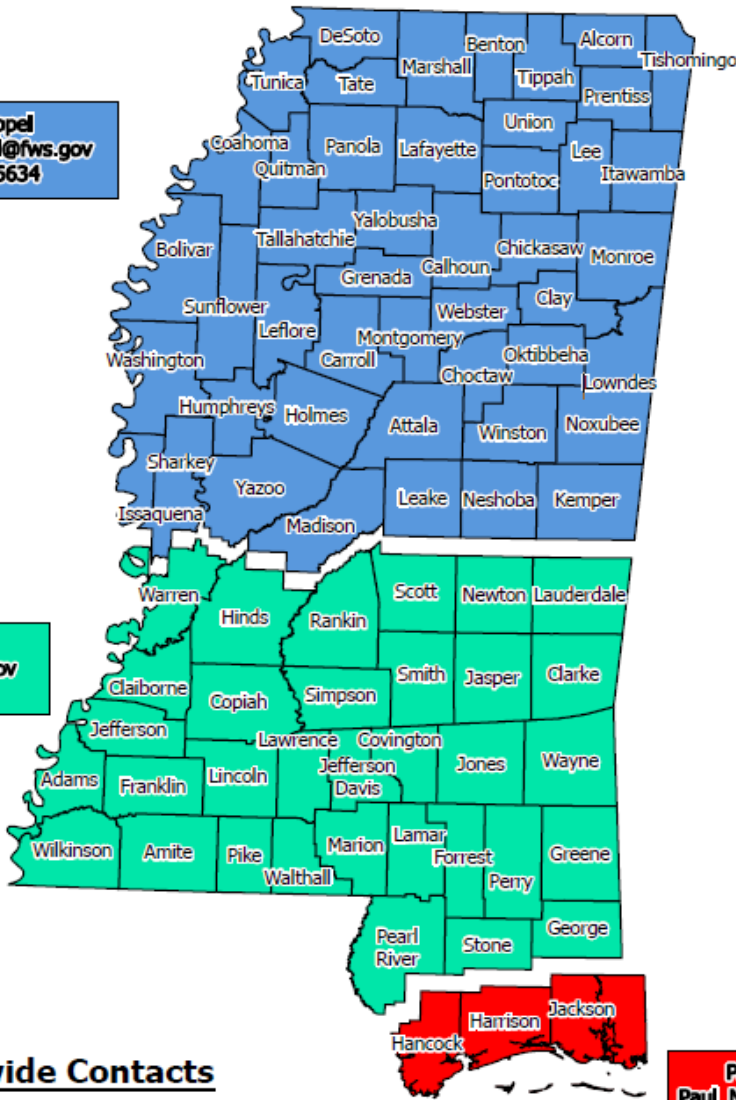 DeSoto
Benton
Alcorn
Tishomingo
Marshall
Tunica
Tate
Tippah
Prentiss
Union
Coahoma
Panola
Lafayette
Lee
Quitman
Pontotoc
Itawamba
Yalobusha
Bolivar
Tallahatchie
Chickasaw
Monroe
Calhoun
Grenada
Clay
Sunflower
Webster
Leflore
Montgomery
Washington
Carroll
Oktibbeha
Choctaw
Lowndes
Humphreys
Holmes
Attala
Winston
Noxubee
Sharkey
Yazoo
Leake
Neshoba
Kemper
Issaquena
Madison
@fws.gov
5634
Warren
Scott
Newton
Lauderdale
Hinds
Rankin
Claiborne
Smith
Jasper
Clarke
Copiah
Simpson
Jefferson
Lawrence
Covington
Adams
Franklin
Lincoln
Jefferson
Davis
Jones
Wayne
Wilkinson
Amite
Pike
Walthall
Marion
Lamar
Forrest
Perry
Greene
Pearl
River
Stone
George
ov
Hancock
Harrison
Jackson
wide Contacts
P
Paul_N